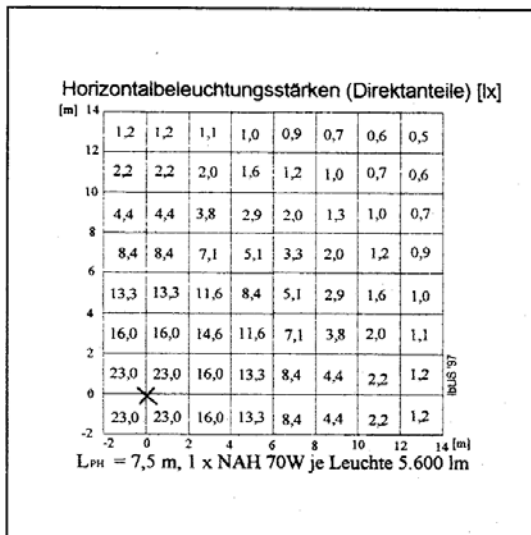 Horizontalbeleuchtungsstärken (Direktanteile) [lx]
[m] 14
1,2 1,2 1,1 1,0 0,9 0,7 0,6 0,5
12
2,2 2,2 2,0 1,6 1,2 1,0 0,7 0,6
10
4,4 4,4 3,8 2,9 2,0 1,3 1,0 0,7
8
8,4 8,4 7,1 5,1 3,3 2,0 1,2 0,9
6
13,3 13,3 11,6 8,4 5,1 2,9 1,6 1,0
4
16,0 16,0 14,6 11,6 7,1 3,8 2,0 1,1
2
23,0 23,0 16,0 13,3 8,4 4,4 2,2 1,2
0
23,0 23,0 16,0 13,3 8,4 4,4 2,2 1,2
-2
-2 0 2 4 6 8 10 12 14 [m]
IbUS '97
LPH = 7,5 m, 1 x NAH 70W je Leuchte 5.600 lm